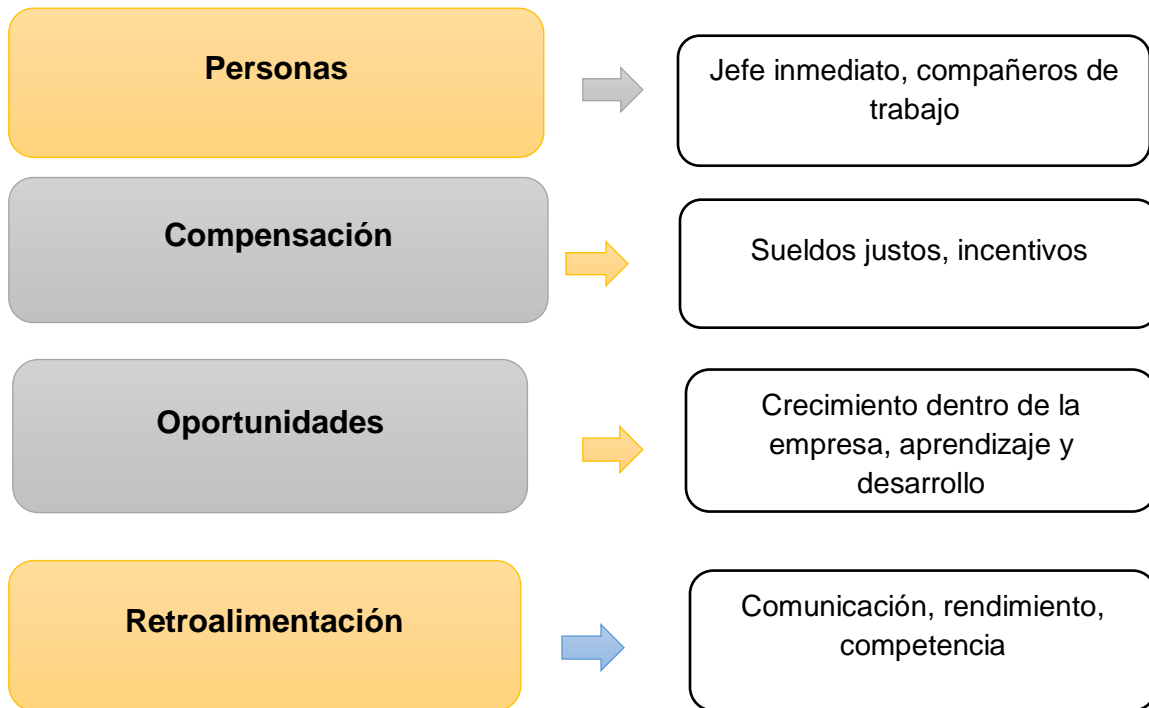 Personas
Jefe inmediato, compañeros de
trabajo
Compensación
Sueldos justos, incentivos
Oportunidades
Crecimiento dentro de la
empresa, aprendizaje y
desarrollo
Retroalimentación
Comunicación, rendimiento,
competencia